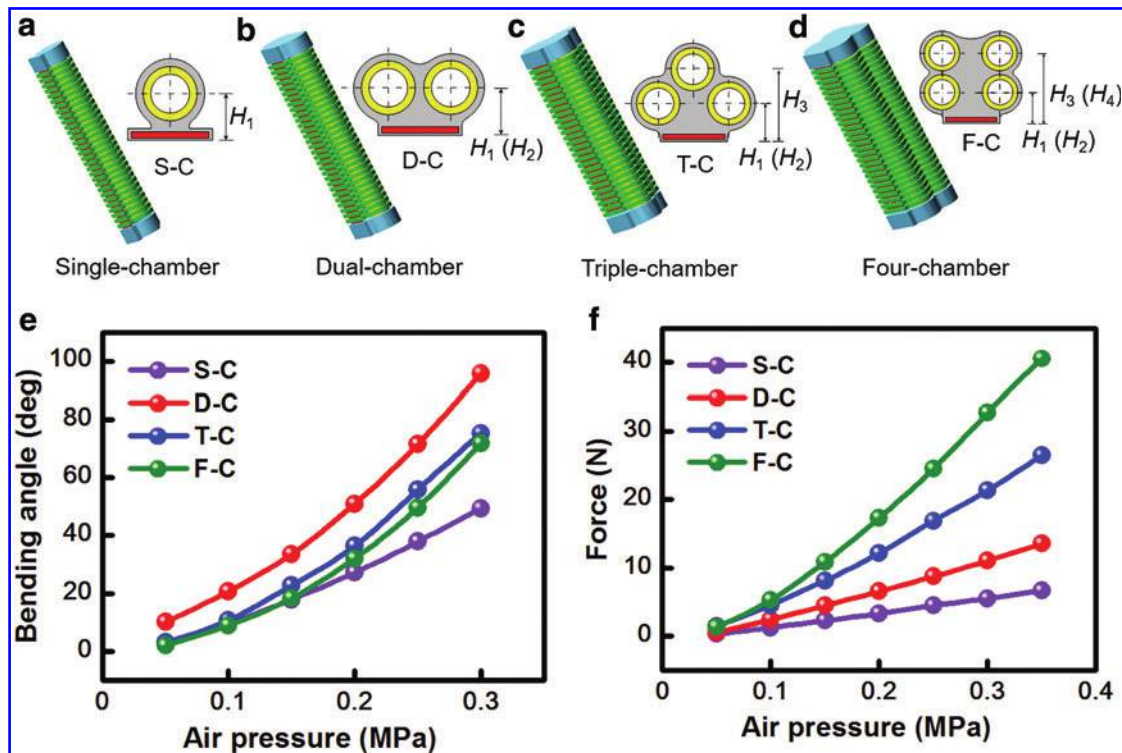 a
b
c
d
H1
S-C
H1 (H2)
D-C
H3
H1 (H2)
T-C
H3 (H4)
H1 (H2)
F-C
Single-chamber
Dual-chamber
Triple-chamber
Four-chamber
e
Bending angle (deg)
100
80
60
40
20
0
S-C
D-C
T-C
F-C
0
0.1
0.2
0.3
Air pressure (MPa)
f
Force (N)
40
30
20
10
0
S-C
D-C
T-C
F-C
0
0.1
0.2
0.3
0.4
Air pressure (MPa)